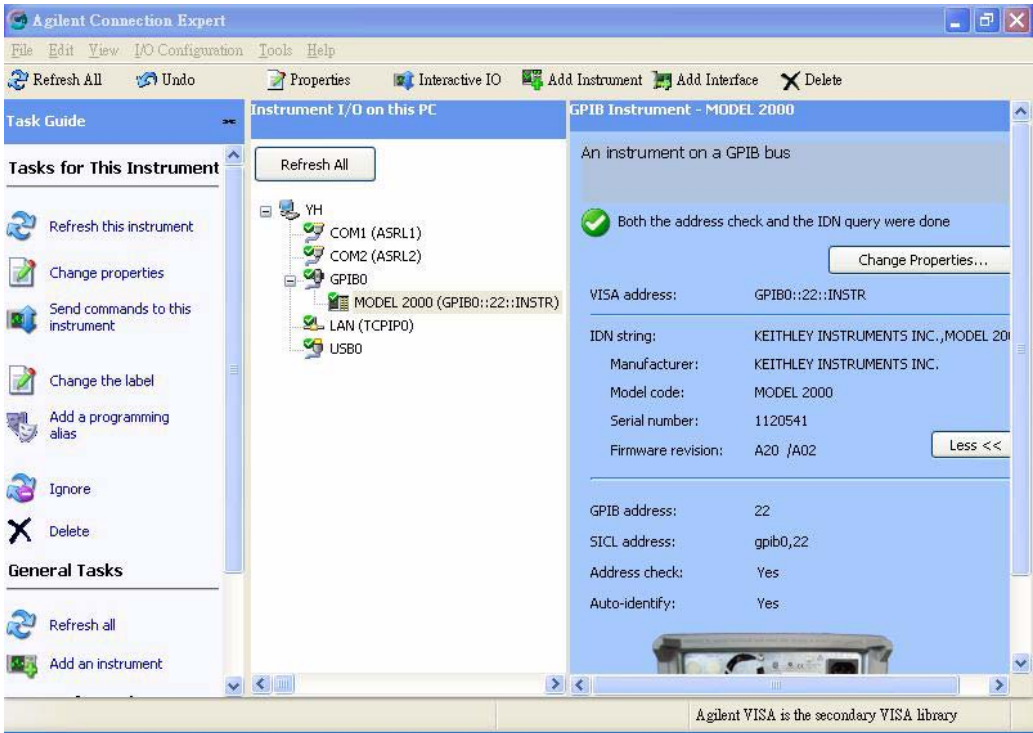 Agilent Connection Expert
File Edit View I/O Configuration Tools Help
Refresh All Undo Properties Interactive IO Add Instrument Add Interface Delete
Task Guide
Tasks for This Instrument
Refresh this instrument
Change properties
Send commands to this
instrument
Change the label
Add a programming
alias
Ignore
Delete
General Tasks
Refresh all
Add an instrument
Instrument I/O on this PC
Refresh All
YH
COM1 (ASRL1)
COM2 (ASRL2)
GPIB0
MODEL 2000 (GPIB0::22::INSTR)
LAN (TCPIP0)
USB0
GPIB Instrument - MODEL 2000
An instrument on a GPIB bus
Both the address check and the IDN query were done
Change Properties...
VISA address: GPIB0::22::INSTR
IDN string: KEITHLEY INSTRUMENTS INC.,MODEL 20
Manufacturer: KEITHLEY INSTRUMENTS INC.
Model code: MODEL 2000
Serial number: 1120541
Firmware revision: A20 /A02
Less <<
GPIB address: 22
SICL address: gpib0,22
Address check: Yes
Auto-identify: Yes
Agilent VISA is the secondary VISA library